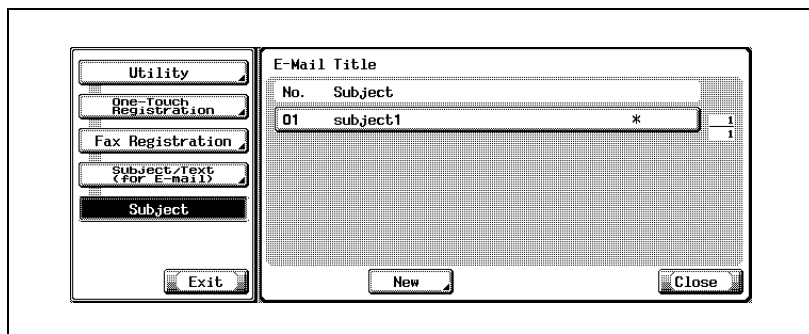 Utility
One-Touch
Registration
Fax Registration
Subject/Text
(for E-mail)
Subject
Exit
E-Mail Title
No. Subject
01 subject1 *
1
1
New
Close